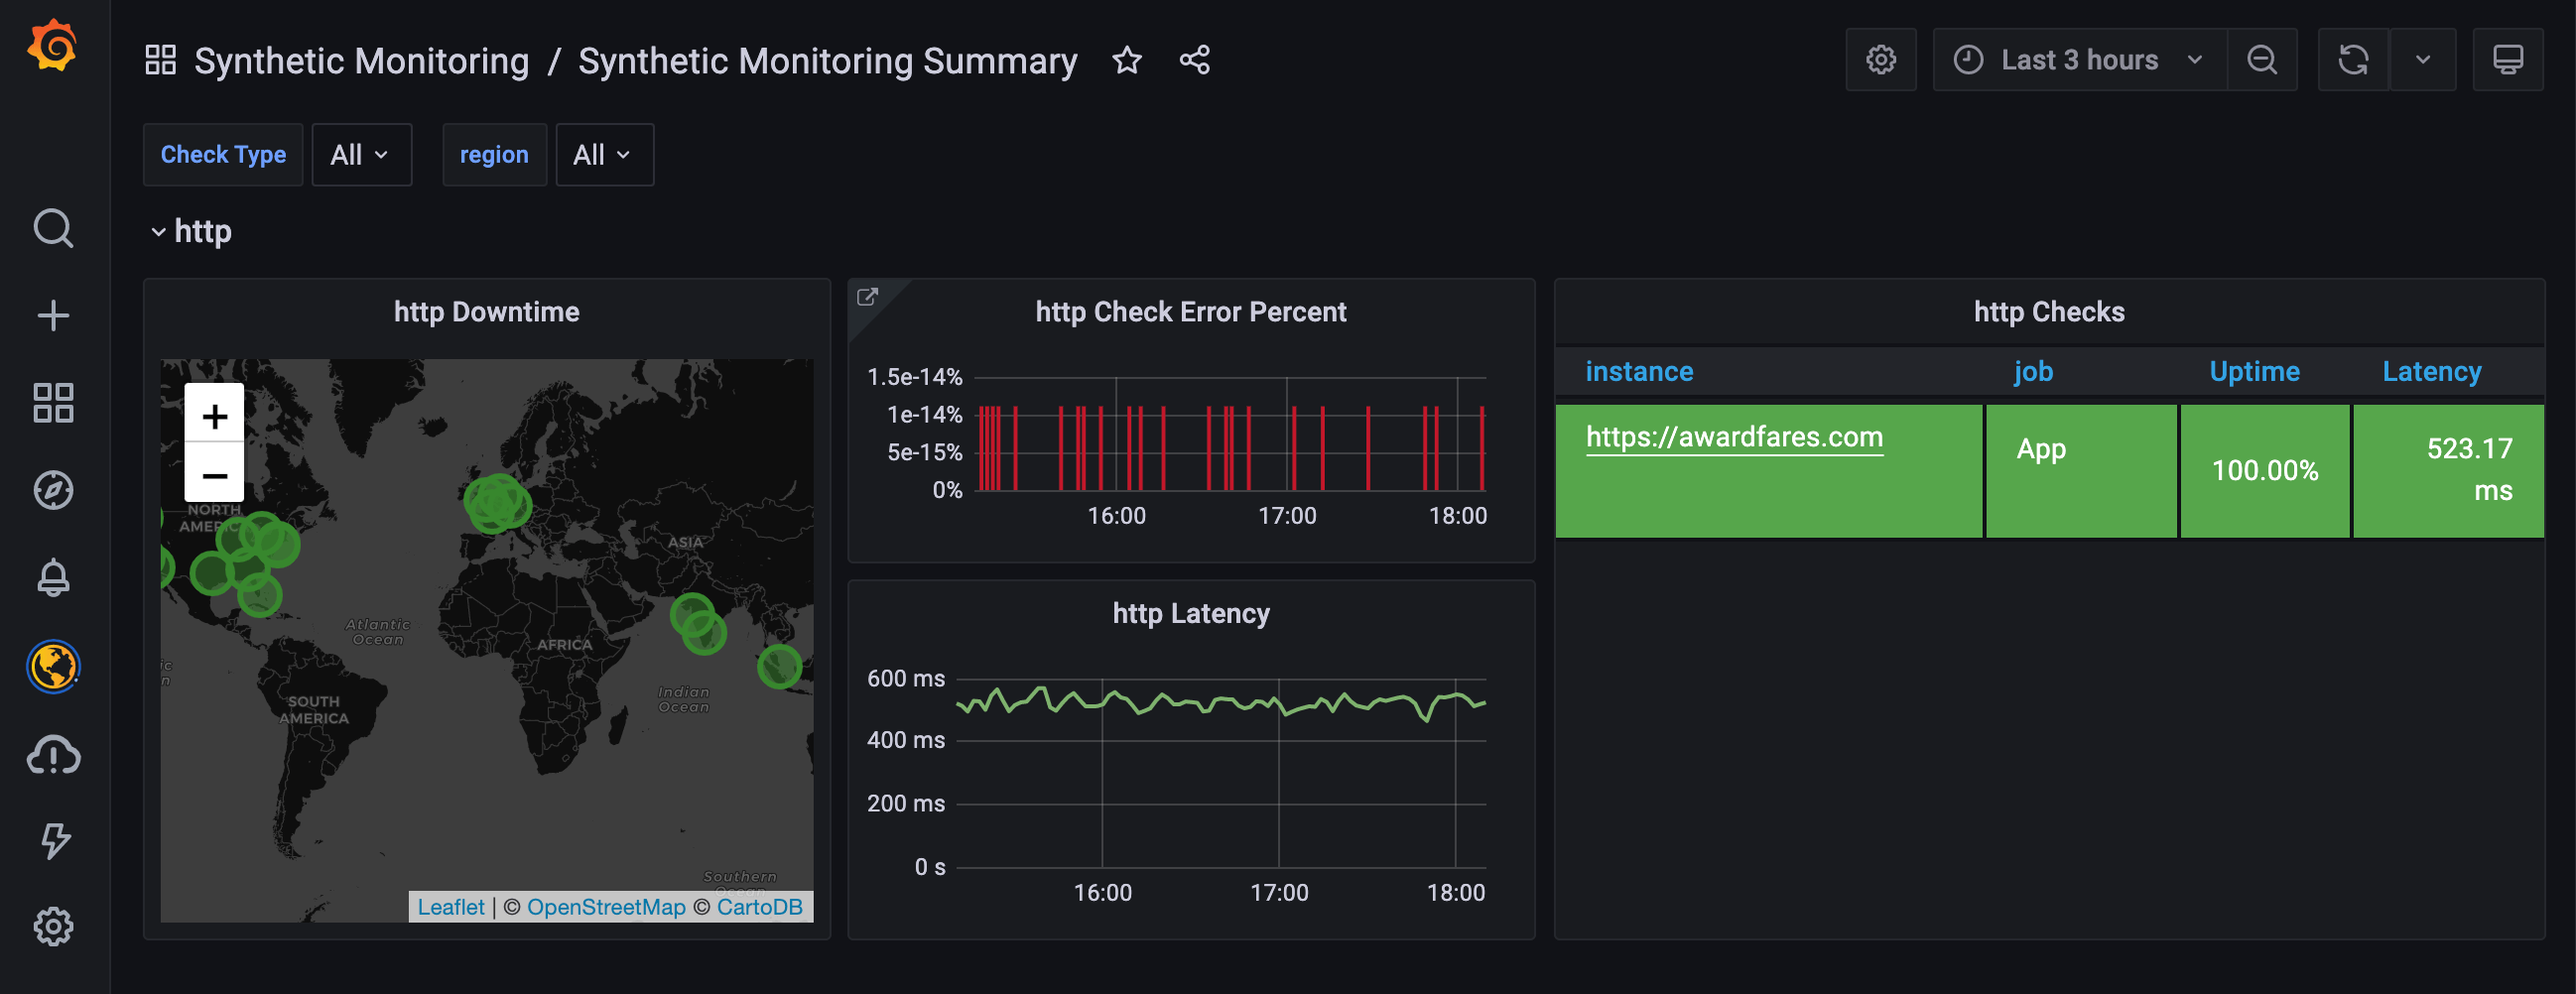 Synthetic Monitoring / Synthetic Monitoring Summary
Last 3 hours
Check Type
All
region
All
http
http Downtime
+
−
NORTH
AMERIC
ASIA
Atlantic
Ocean
AFRICA
ic
n
Indian
Ocean
SOUTH
AMERICA
Southern
Ocean
Leaflet | © OpenStreetMap © CartoDB
http Check Error Percent
1.5e-14%
1e-14%
5e-15%
0%
16:00 17:00 18:00
http Latency
600 ms
400 ms
200 ms
0 s
16:00 17:00 18:00
http Checks
instance job Uptime Latency
https://awardfares.com App 100.00% 523.17
ms